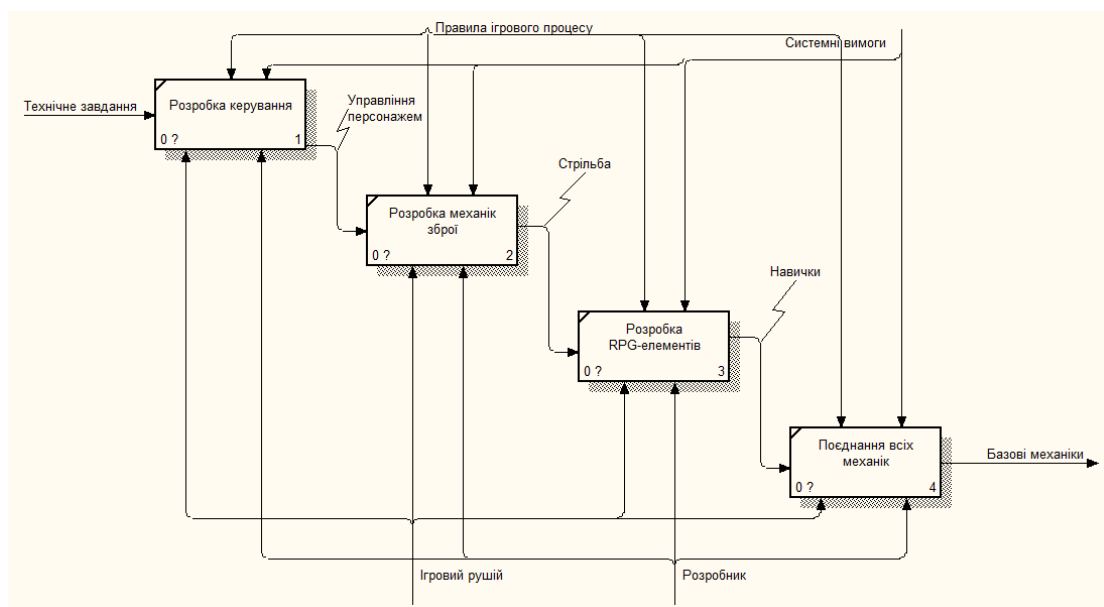 Правила ігрового процесу
Системні вимоги
Технічне завдання
Розробка керування
0 ?
1
Управління
персонажем
Розробка механік
зброї
0 ?
2
Стрільба
Розробка
RPG-елементів
0 ?
3
Навички
Поєднання всіх
механік
0 ?
4
Базові механіки
Ігровий рушій
Розробник